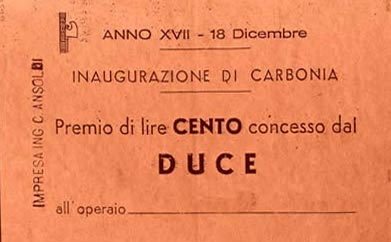 ANNO XVII - 18 Dicembre
INAUGURAZIONE DI CARBONIA
Premio di lire CENTO concesso dal
DUCE
all'operaio
IMPRESA ING. C. ANSOLDI